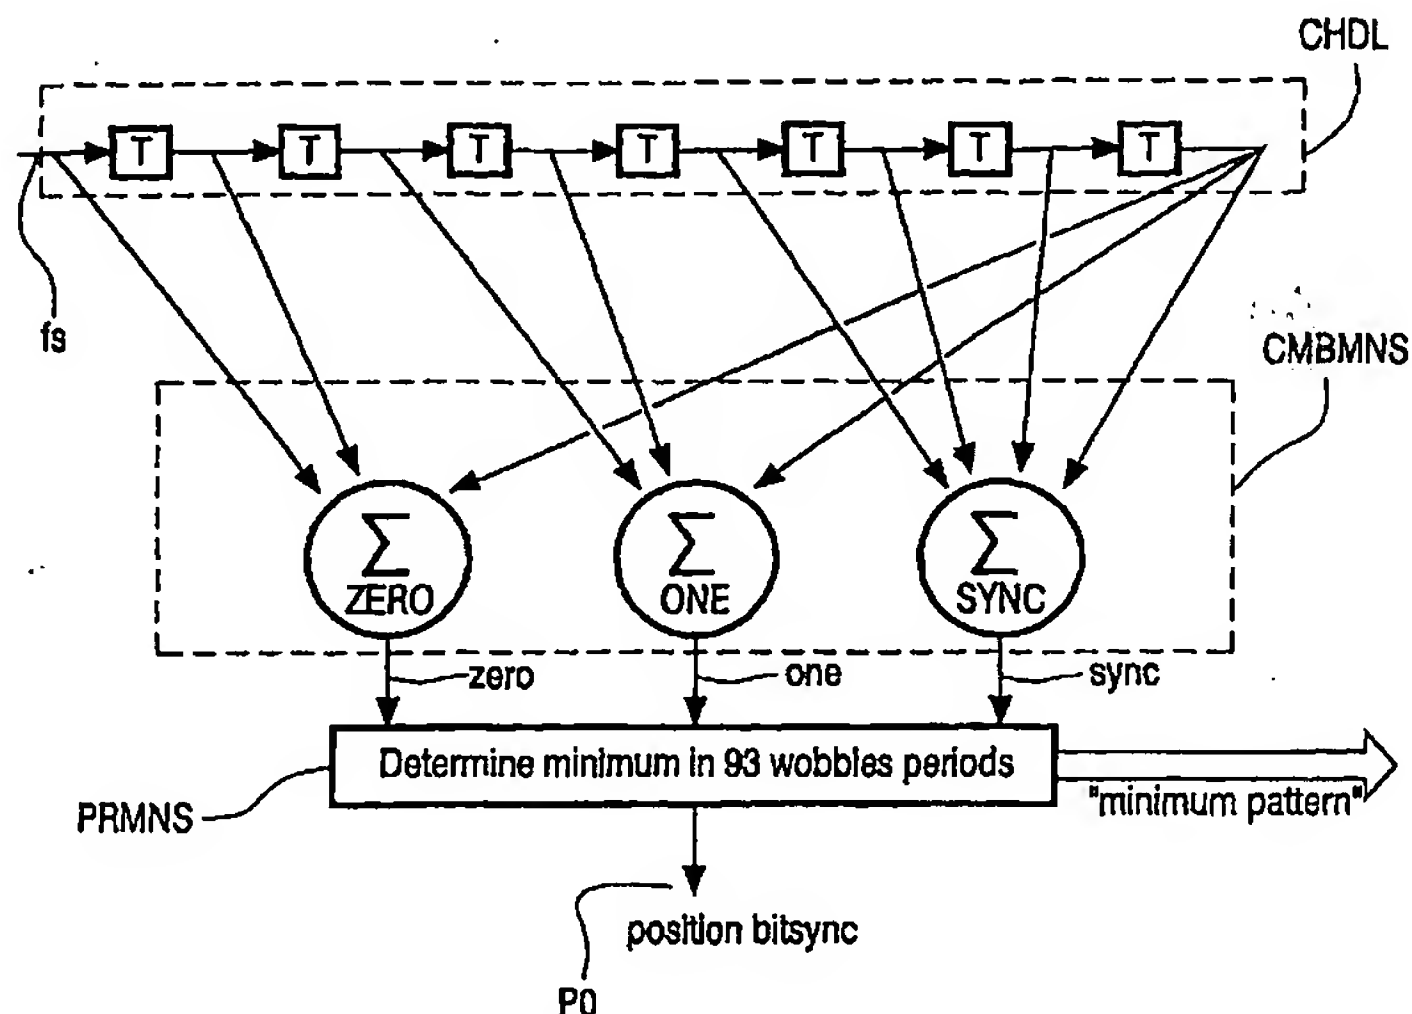 CHDL
T T T T T T T
fs
CMBMNS
Σ Σ Σ
ZERO ONE SYNC
zero one sync
Determine minimum in 93 wobbles periods
"minimum pattern"
PRMNS
position bitsync
P0